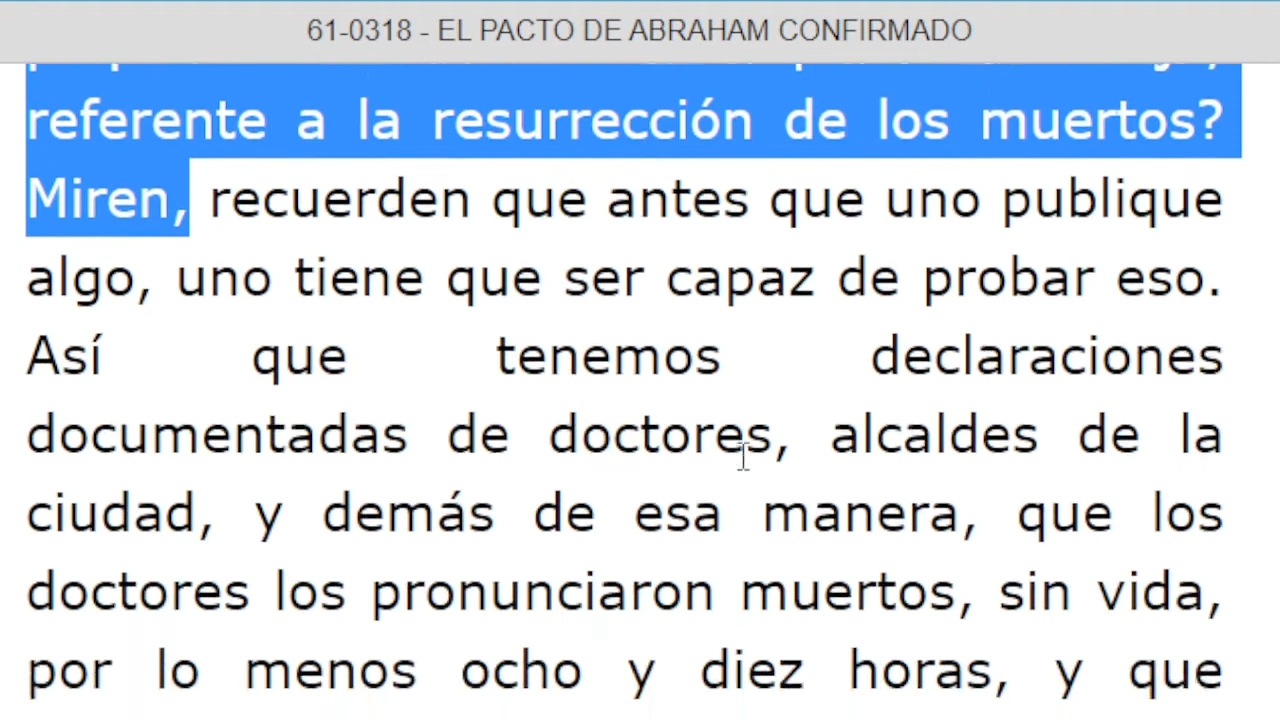 61-0318 - EL PACTO DE ABRAHAM CONFIRMADO
referente a la resurrección de los muertos?
Miren, recuerden que antes que uno publique
algo, uno tiene que ser capaz de probar eso.
Así que tenemos declaraciones
documentadas de doctores, alcaldes de la
ciudad, y demás de esa manera, que los
doctores los pronunciaron muertos, sin vida,
por lo menos ocho y diez horas, y que